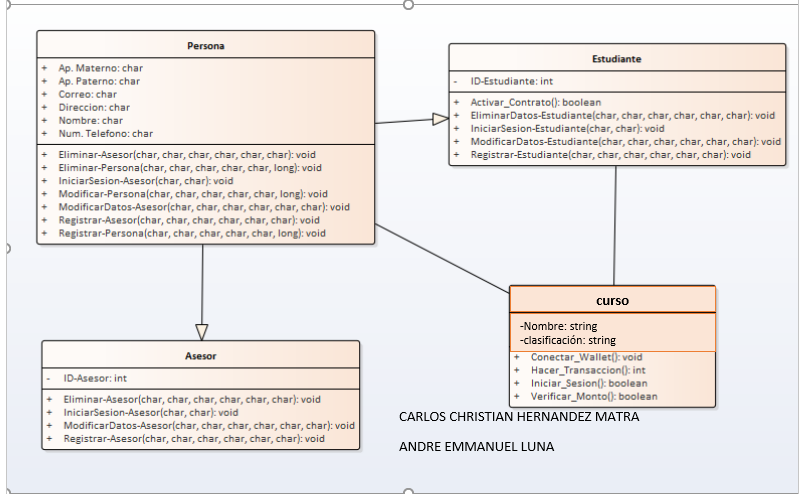 Persona
+ Ap. Materno: char
+ Ap. Paterno: char
+ Correo: char
+ Direccion: char
+ Nombre: char
+ Num. Telefono: char
+ Eliminar-Asesor(char, char, char, char, char, char): void
+ Eliminar-Persona(char, char, char, char, char, long): void
+ IniciarSesion-Asesor(char, char): void
+ Modificar-Persona(char, char, char, char, char, long): void
+ ModificarDatos-Asesor(char, char, char, char, char, char): void
+ Registrar-Asesor(char, char, char, char, char, char): void
+ Registrar-Persona(char, char, char, char, char, long): void
Estudiante
- ID-Estudiante: int
+ Activar_Contrato(): boolean
+ EliminarDatos-Estudiante(char, char, char, char, char, char): void
+ IniciarSesion-Estudiante(char, char): void
+ ModificarDatos-Estudiante(char, char, char, char, char, char): void
+ Registrar-Estudiante(char, char, char, char, char, char): void
Asesor
- ID-Asesor: int
+ Eliminar-Asesor(char, char, char, char, char, char): void
+ IniciarSesion-Asesor(char, char): void
+ ModificarDatos-Asesor(char, char, char, char, char, char): void
+ Registrar-Asesor(char, char, char, char, char, char): void
curso
-Nombre: string
-clasificación: string
+ Conectar_Wallet(): void
+ Hacer_Transaccion(): int
+ Iniciar_Sesion(): boolean
+ Verificar_Monto(): boolean
CARLOS CHRISTIAN HERNANDEZ MATRA
ANDRE EMMANUEL LUNA